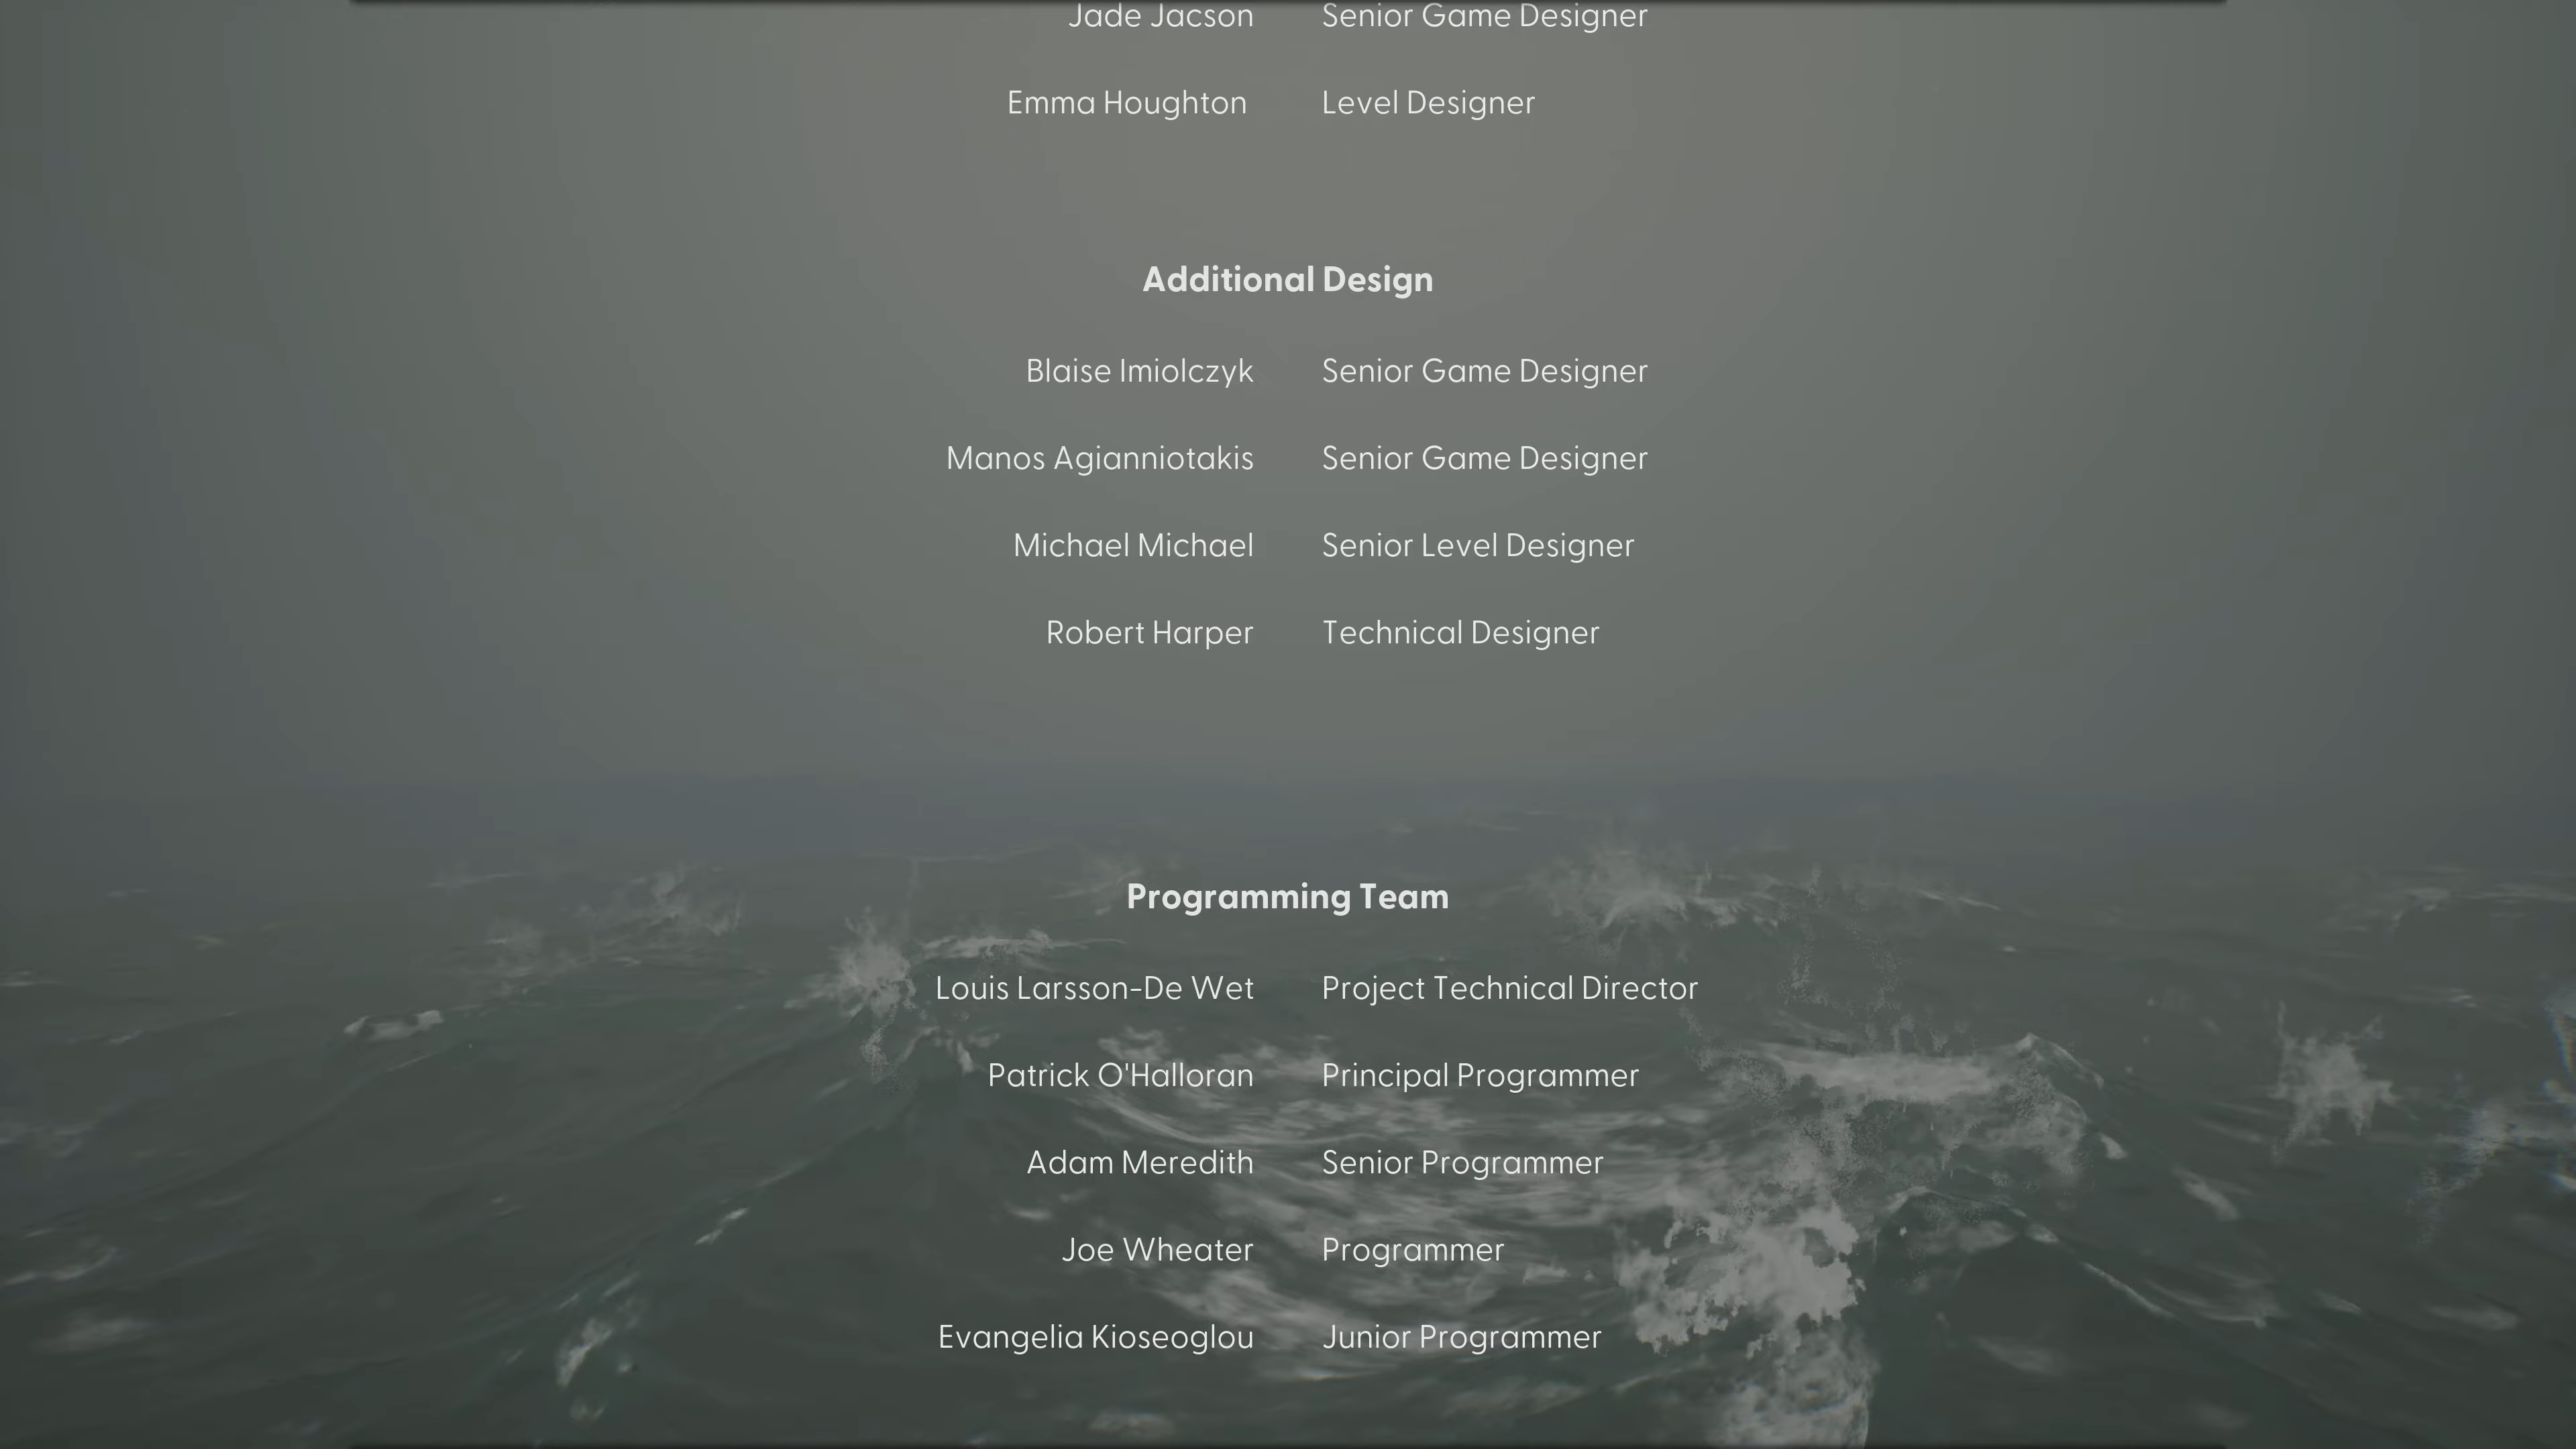 Jade Jacson Senior Game Designer
Emma Houghton Level Designer
Additional Design
Blaise Imiolczyk Senior Game Designer
Manos Agianniotakis Senior Game Designer
Michael Michael Senior Level Designer
Robert Harper Technical Designer
Programming Team
Louis Larsson-De Wet Project Technical Director
Patrick O'Halloran Principal Programmer
Adam Meredith Senior Programmer
Joe Wheater Programmer
Evangelia Kioseoglou Junior Programmer